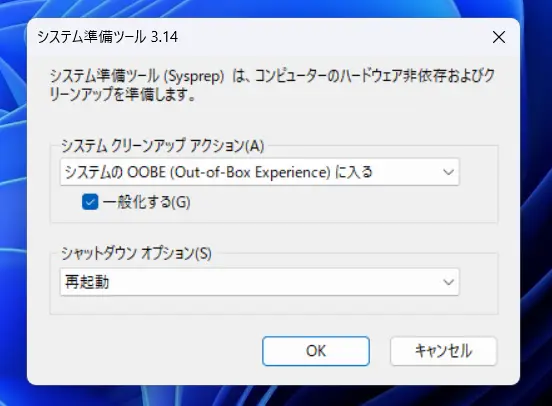 システム準備ツール 3.14
システム準備ツール (Sysprep) は、コンピューターのハードウェア非依存およびク
リーンアップを準備します。
システム クリーンアップ アクション(A)
システムの OOBE (Out-of-Box Experience) に入る
一般化する(G)
シャットダウン オプション(S)
再起動
OK
キャンセル